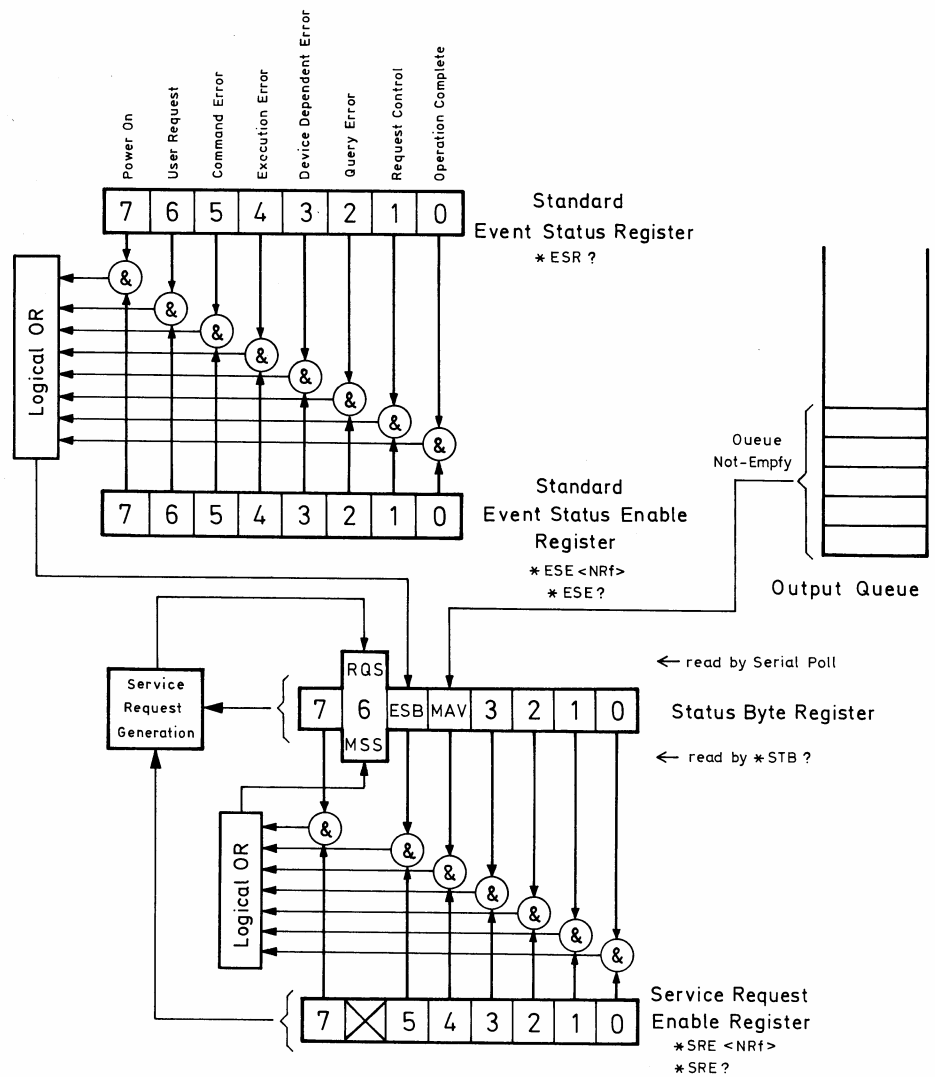 Power On
User Request
Command Error
Execution Error
Device Dependent Error
Query Error
Request Control
Operation Complete
7 6 5 4 3 2 1 0
Standard
Event Status Register
* ESR ?
& & & & & & & &
Logical OR
7 6 5 4 3 2 1 0
Standard
Event Status Enable
Register
* ESE <NRf>
* ESE ?
Oueue
Not-Empfy
Output Queue
Service
Request
Generation
RQS
7 6 ESB MAV 3 2 1 0
MSS
← read by Serial Poll
Status Byte Register
← read by * STB ?
& & & & & & &
Logical OR
7 5 4 3 2 1 0
Service Request
Enable Register
* SRE <NRf>
* SRE ?